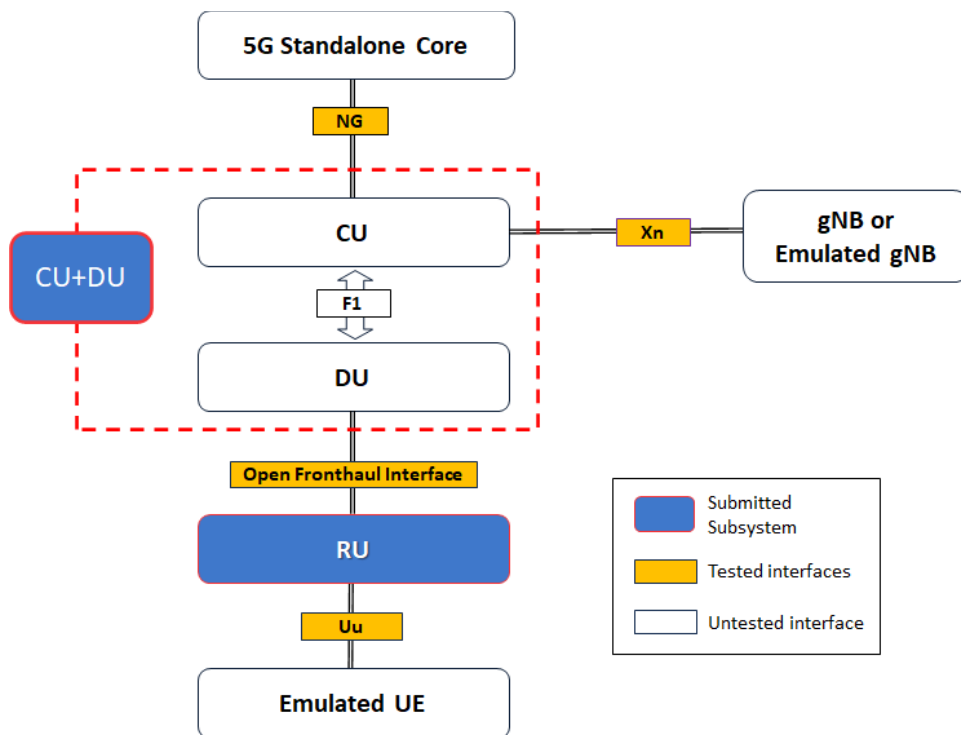 5G Standalone Core
NG
CU
Xn
gNB or
Emulated gNB
CU+DU
F1
DU
Open Fronthaul Interface
RU
Submitted
Subsystem
Tested interfaces
Uu
Untested interface
Emulated UE